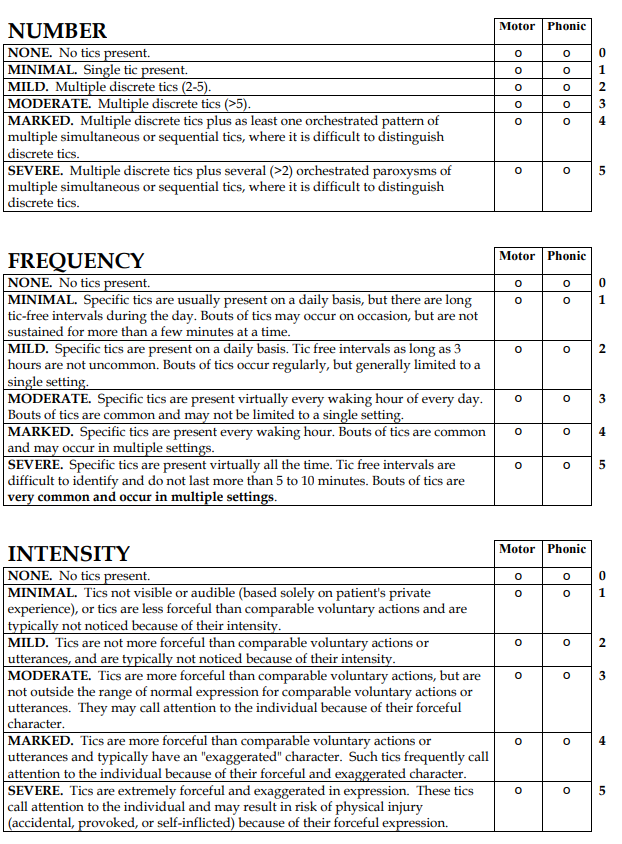 NUMBER Motor Phonic
NONE. No tics present. o o 0
MINIMAL. Single tic present. o o 1
MILD. Multiple discrete tics (2-5). o o 2
MODERATE. Multiple discrete tics (>5). o o 3
MARKED. Multiple discrete tics plus as least one orchestrated pattern of o o 4
multiple simultaneous or sequential tics, where it is difficult to distinguish
discrete tics.
SEVERE. Multiple discrete tics plus several (>2) orchestrated paroxysms of o o 5
multiple simultaneous or sequential tics, where it is difficult to distinguish
discrete tics.
FREQUENCY Motor Phonic
NONE. No tics present. o o 0
MINIMAL. Specific tics are usually present on a daily basis, but there are long o o 1
tic-free intervals during the day. Bouts of tics may occur on occasion, but are not
sustained for more than a few minutes at a time.
MILD. Specific tics are present on a daily basis. Tic free intervals as long as 3 o o 2
hours are not uncommon. Bouts of tics occur regularly, but generally limited to a
single setting.
MODERATE. Specific tics are present virtually every waking hour of every day. o o 3
Bouts of tics are common and may not be limited to a single setting.
MARKED. Specific tics are present every waking hour. Bouts of tics are common o o 4
and may occur in multiple settings.
SEVERE. Specific tics are present virtually all the time. Tic free intervals are o o 5
difficult to identify and do not last more than 5 to 10 minutes. Bouts of tics are
very common and occur in multiple settings.
INTENSITY Motor Phonic
NONE. No tics present. o o 0
MINIMAL. Tics not visible or audible (based solely on patient's private o o 1
experience), or tics are less forceful than comparable voluntary actions and are
typically not noticed because of their intensity.
MILD. Tics are not more forceful than comparable voluntary actions or o o 2
utterances, and are typically not noticed because of their intensity.
MODERATE. Tics are more forceful than comparable voluntary actions, but are o o 3
not outside the range of normal expression for comparable voluntary actions or
utterances. They may call attention to the individual because of their forceful
character.
MARKED. Tics are more forceful than comparable voluntary actions or o o 4
utterances and typically have an "exaggerated" character. Such tics frequently call
attention to the individual because of their forceful and exaggerated character.
SEVERE. Tics are extremely forceful and exaggerated in expression. These tics o o 5
call attention to the individual and may result in risk of physical injury
(accidental, provoked, or self-inflicted) because of their forceful expression.